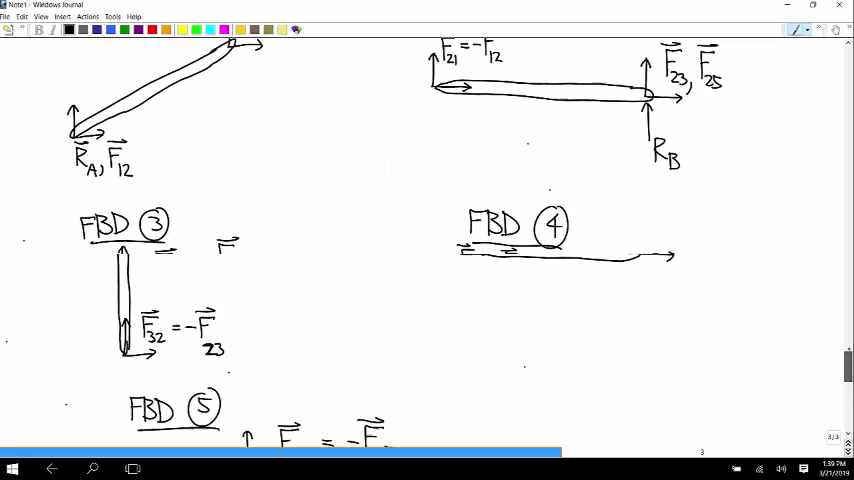 Note1 - Windows Journal
File Edit View Insert Actions Tools Help
B I
F21 = -F12
F23, F25
RA, F12
RB
FBD 3
FBD 4
F
F32 = -F23
FBD 5
F = -F
3/3
3
1:39 PM
3/21/2019